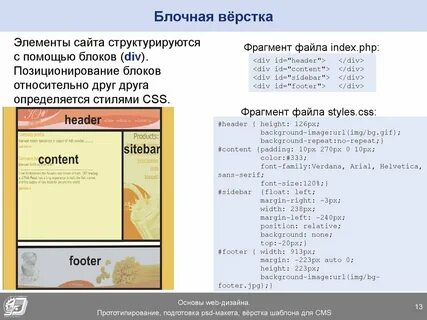 Блочная вёрстка
Элементы сайта структурируются
с помощью блоков (div).
Позиционирование блоков
относительно друг друга
определяется стилями CSS.
header
content
sitebar
footer
Products:
Фрагмент файла index.php:
<div id="header">   </div>
<div id="content">  </div>
<div id="sidebar">  </div>
<div id="footer">   </div>
Фрагмент файла styles.css:
#header { height: 126px;
background-image:url(img/bg.gif);
background-repeat:no-repeat;}
#content {padding: 10px 270px 0 10px;
color:#333;
font-family:Verdana, Arial, Helvetica,
sans-serif;
font-size:120%;}
#sidebar  {float: left;
margin-right: -3px;
width: 238px;
margin-left: -240px;
position: relative;
background: none;
top:-20px;}
#footer { width: 913px;
margin: -223px auto 0;
height: 223px;
background-image:url(img/bg-
footer.jpg);}
Основы web-дизайна.
Прототипирование, подготовка psd-макета, вёрстка шаблона для CMS
13